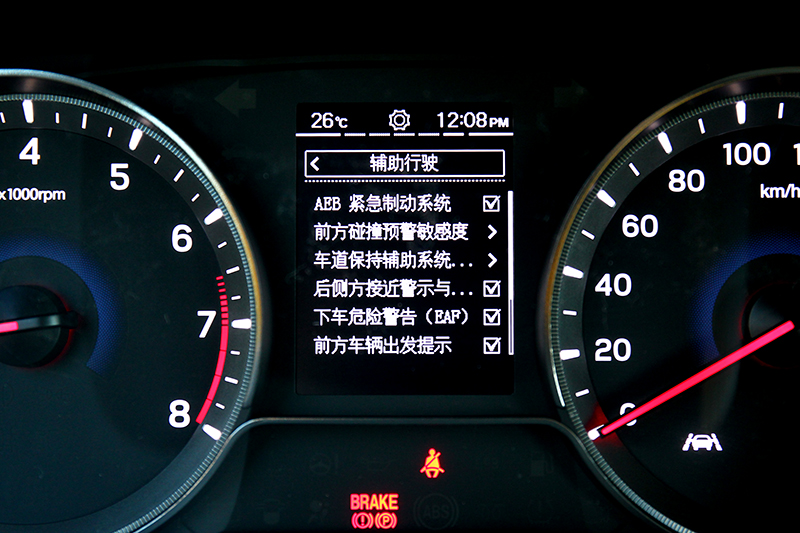 26℃ 12:08PM
辅助行驶
AEB 紧急制动系统
前方碰撞预警敏感度
车道保持辅助系统...
后侧方接近警示与...
下车危险警告（EAF）
前方车辆出发提示
4
5
6
7
8
x1000rpm
100
80
60
40
20
0
km/h
BRAKE
(!) (P)
ABS